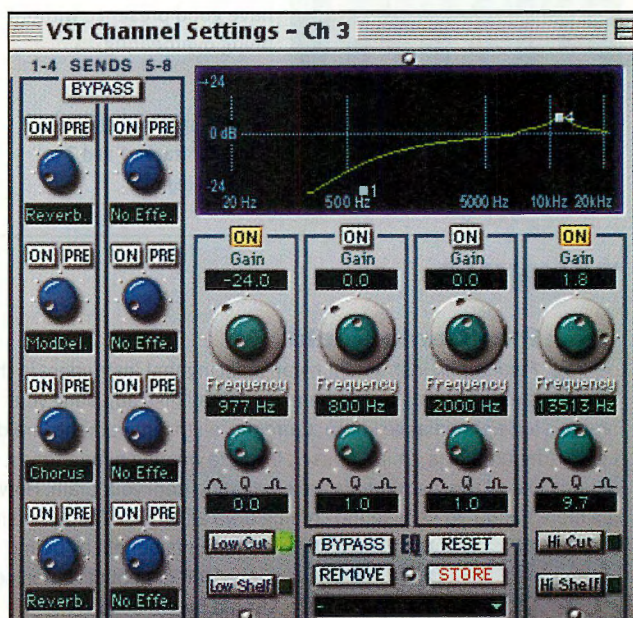 VST Channel Settings - Ch 3
1-4 SENDS 5-8
BYPASS
ON PRE ON PRE
Reverb. No Effe.
ON PRE ON PRE
ModDel. No Effe.
ON PRE ON PRE
Chorus No Effe.
ON PRE ON PRE
Reverb. No Effe.
+24
0 dB
-24
1
4
20 Hz 500 Hz 5000 Hz 10kHz 20kHz
ON ON ON ON
Gain Gain Gain Gain
-24.0 0.0 0.0 1.8
Frequency Frequency Frequency Frequency
977 Hz 800 Hz 2000 Hz 13513 Hz
Q Q Q Q
0.0 1.0 1.0 9.7
Low Cut BYPASS EQ RESET Hi Cut
Low Shelf REMOVE STORE Hi Shelf
-